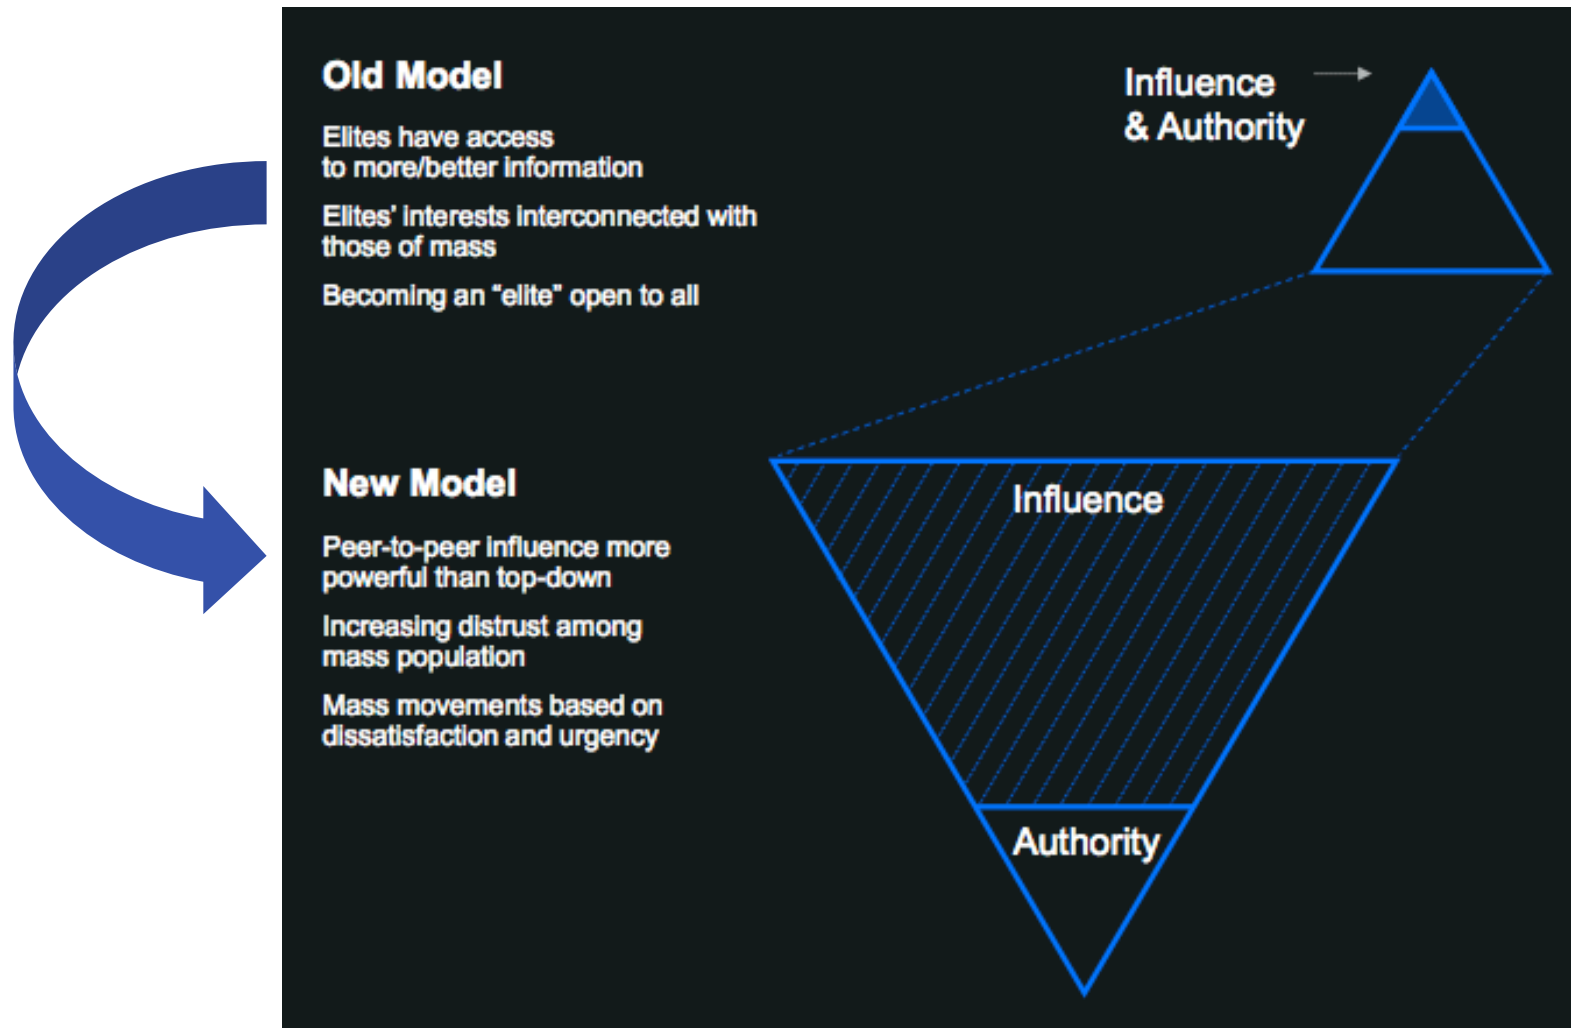 Old Model
Elites have access
to more/better information
Elites’ interests interconnected with
those of mass
Becoming an “elite” open to all
Influence
& Authority
New Model
Peer-to-peer influence more
powerful than top-down
Increasing distrust among
mass population
Mass movements based on
dissatisfaction and urgency
Influence
Authority